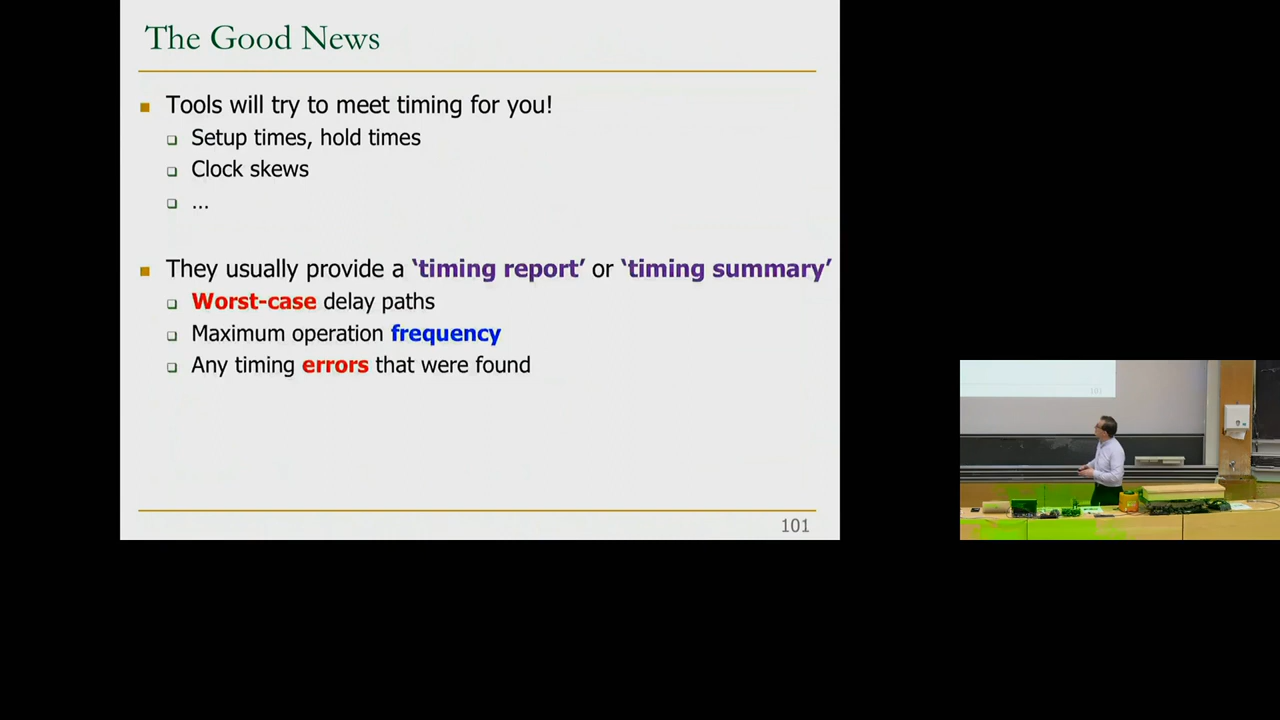 The Good News
Tools will try to meet timing for you!
Setup times, hold times
Clock skews
...
They usually provide a ‘timing report’ or ‘timing summary’
Worst-case delay paths
Maximum operation frequency
Any timing errors that were found
101
101